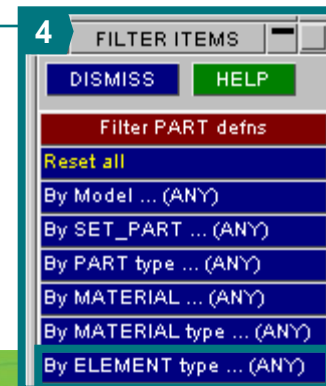 4
FILTER ITEMS
DISMISS HELP
Filter PART defns
Reset all
By Model ... (ANY)
By SET_PART ... (ANY)
By PART type ... (ANY)
By MATERIAL ... (ANY)
By MATERIAL type ... (ANY)
By ELEMENT type ... (ANY)